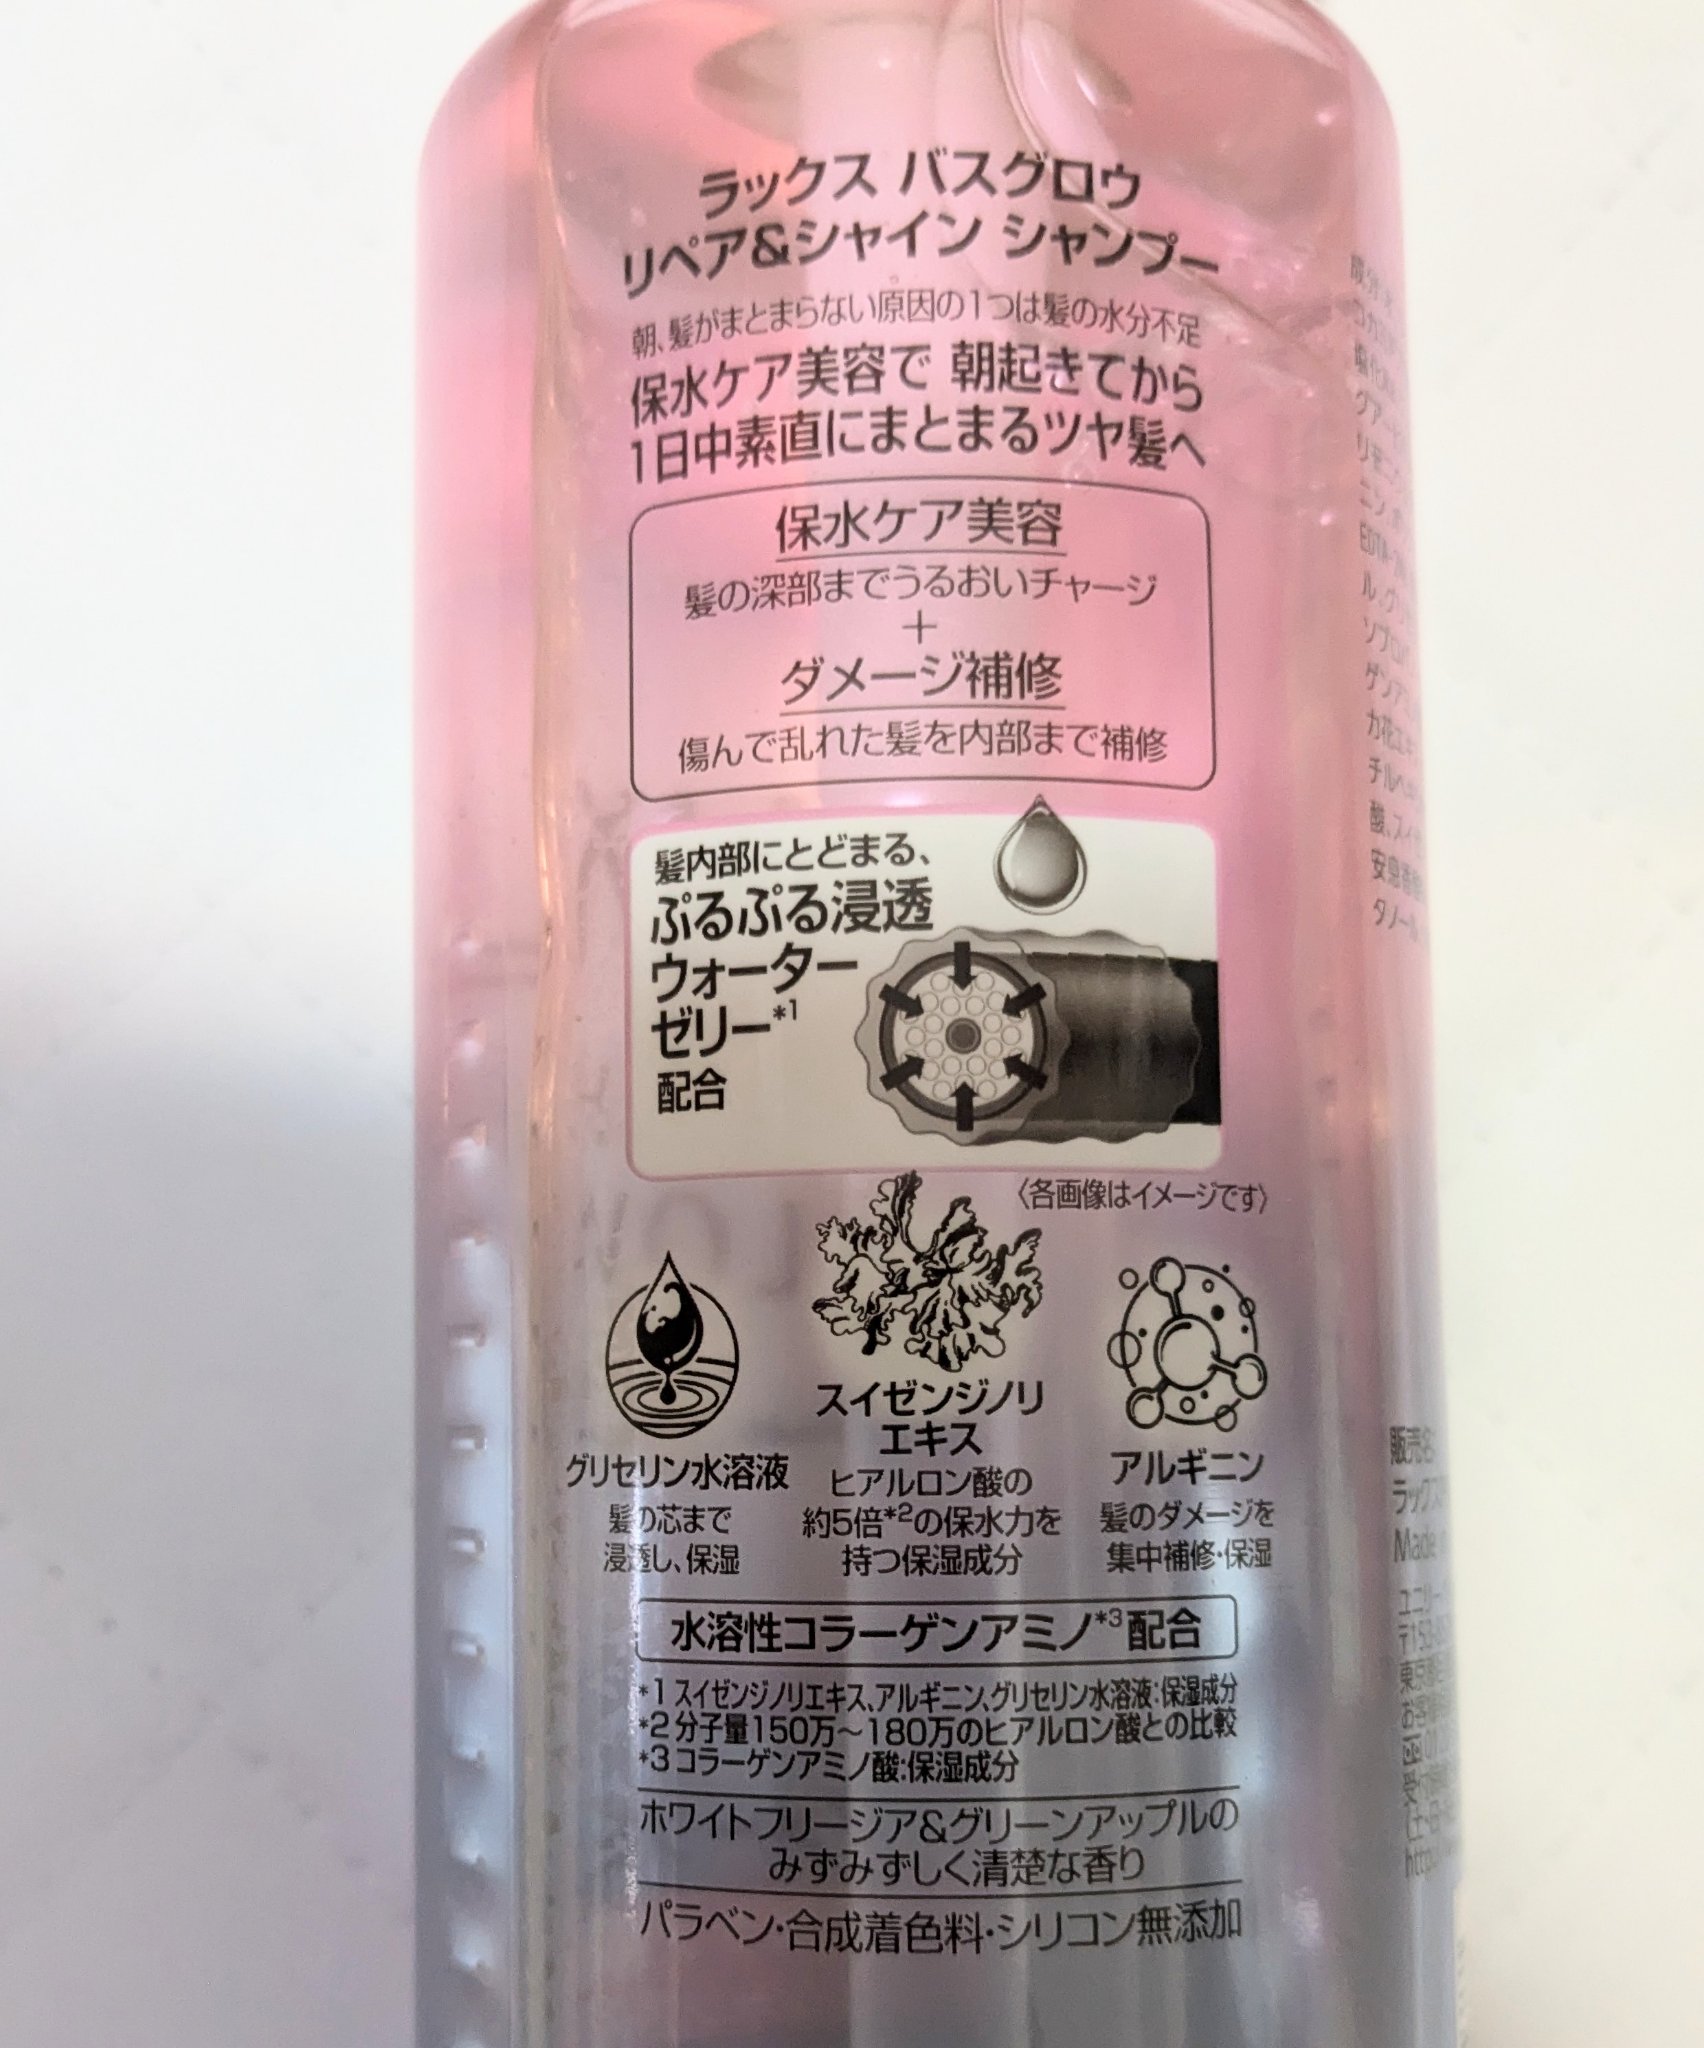 ラックス バスグロウ
リペア&シャイン シャンプー
朝、髪がまとまらない原因の1つは髪の水分不足
保水ケア美容で 朝起きてから
1日中素直にまとまるツヤ髪へ
保水ケア美容
髪の深部までうるおいチャージ
+
ダメージ補修
傷んで乱れた髪を内部まで補修
髪内部にとどまる、
ぷるぷる浸透
ウォーター
ゼリー*1
配合
〈各画像はイメージです〉
グリセリン水溶液
髪の芯まで
浸透し、保湿
スイゼンジノリ
エキス
ヒアルロン酸の
約5倍*2の保水力を
持つ保湿成分
アルギニン
髪のダメージを
集中補修・保湿
水溶性コラーゲンアミノ*3配合
*1 スイゼンジノリエキス、アルギニン、グリセリン水溶液:保湿成分
*2 分子量150万~180万のヒアルロン酸との比較
*3 コラーゲンアミノ酸:保湿成分
ホワイトフリージア&グリーンアップルの
みずみずしく清楚な香り
パラベン・合成着色料・シリコン無添加
販売名
Made